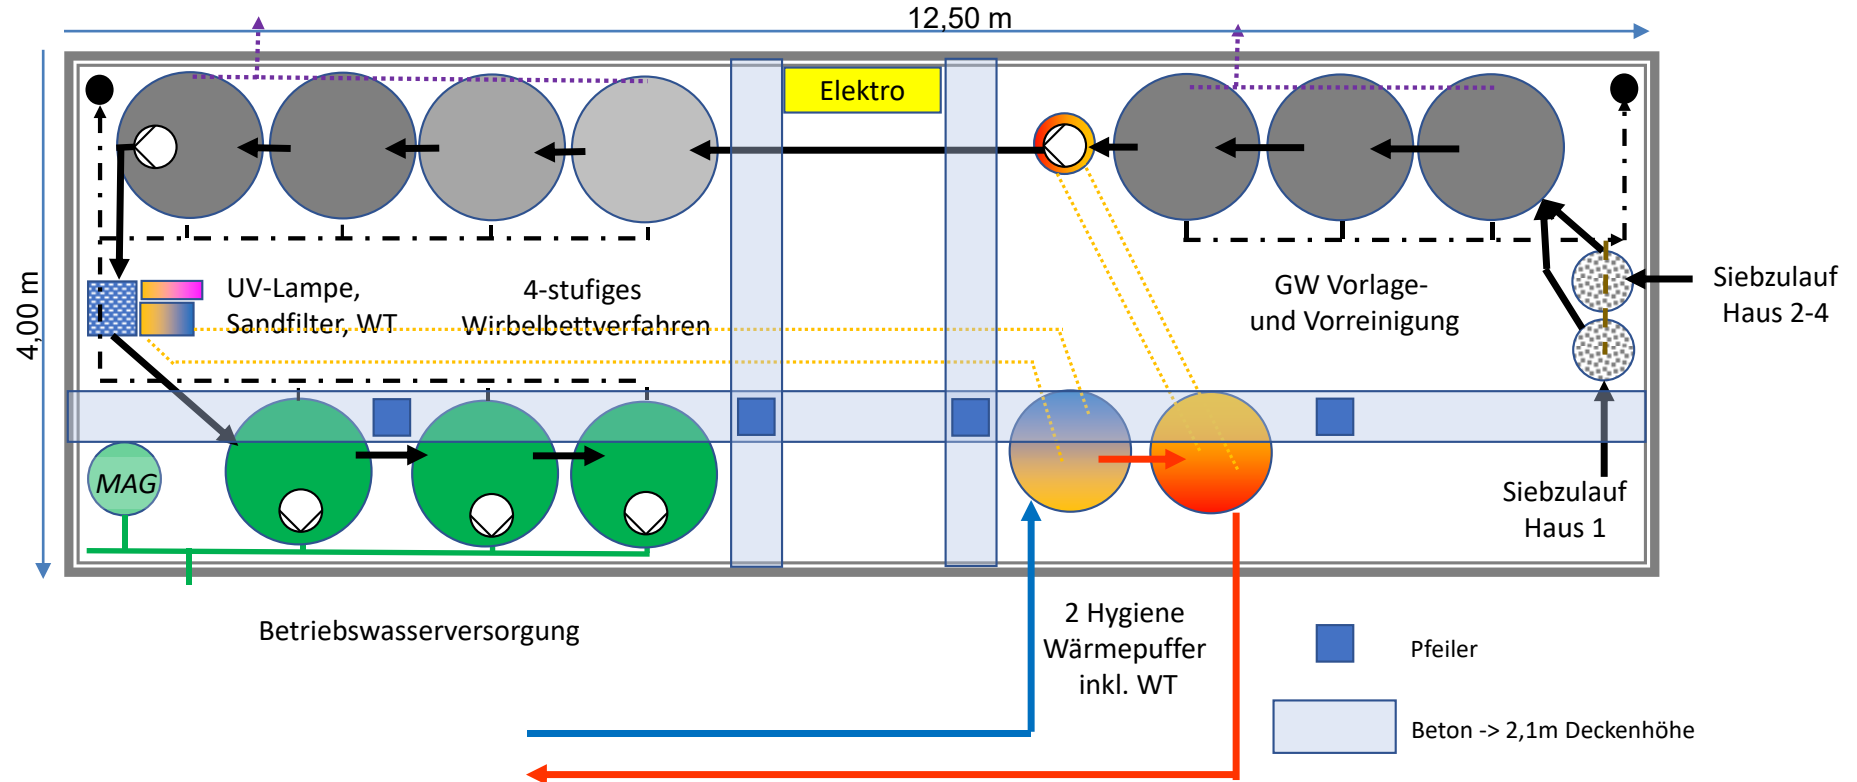 12,50 m
Elektro
4,00 m
UV-Lampe,
Sandfilter, WT
4-stufiges
Wirbelbettverfahren
GW Vorlage-
und Vorreinigung
Siebzulauf
Haus 2-4
MAG
Siebzulauf
Haus 1
Betriebswasserversorgung
2 Hygiene
Wärmepuffer
inkl. WT
Pfeiler
Beton -> 2,1m Deckenhöhe